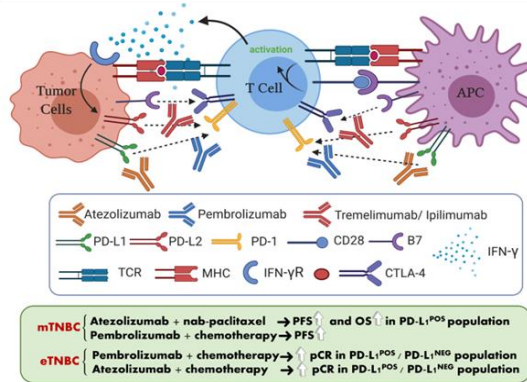 IFN-γ
activation
Tumor
Cells
T Cell
APC
Atezolizumab
Pembrolizumab
Tremelimumab/ Ipilimumab
PD-L1
PD-L2
PD-1
CD28
B7
IFN-γ
TCR
MHC
IFN-γR
CTLA-4
mTNBC
Atezolizumab + nab-paclitaxel → PFS⇧ and OS⇧ in PD-L1ᴾᴼˢ population
Pembrolizumab + chemotherapy→ PFS⇧
eTNBC
Pembrolizumab + chemotherapy→⇧ pCR in PD-L1ᴾᴼˢ / PD-L1ᴺᴱᴳ population
Atezolizumab + chemotherapy →⇧ pCR in PD-L1ᴾᴼˢ / PD-L1ᴺᴱᴳ population